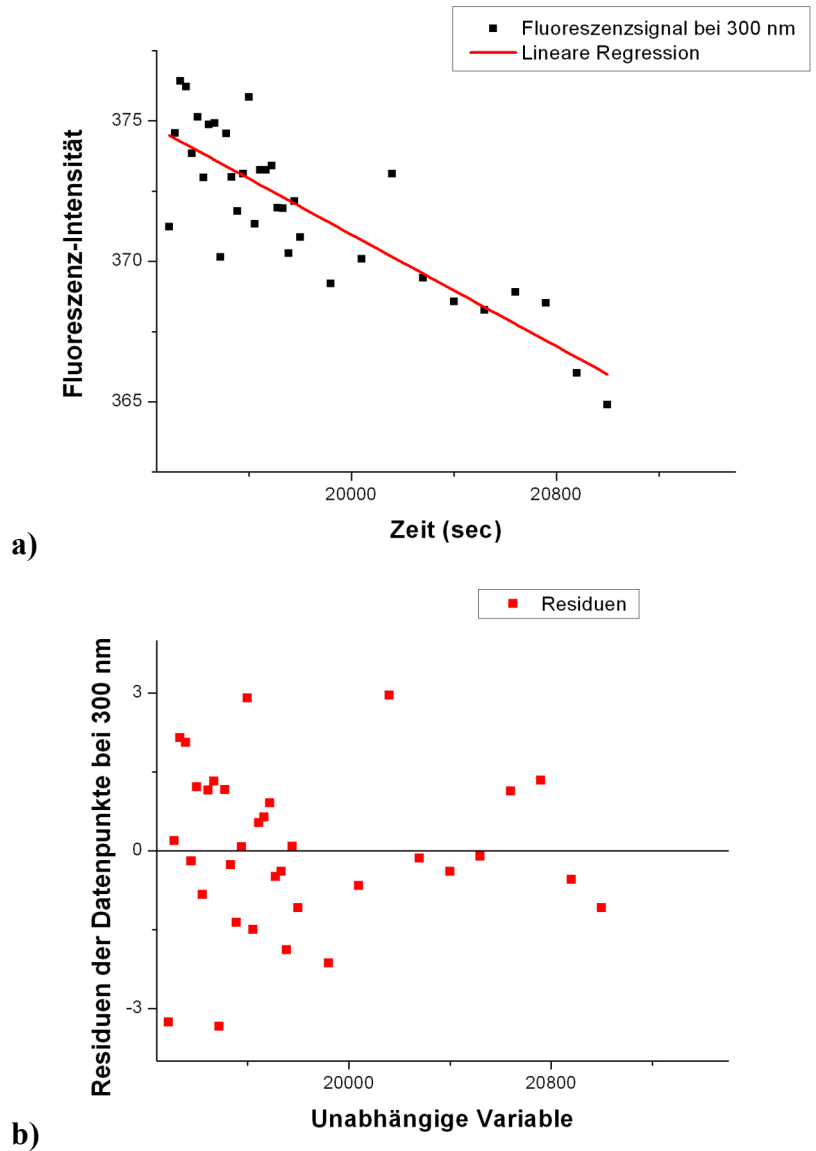 Fluoreszenzsignal bei 300 nm
Lineare Regression
375
370
365
Fluoreszenz-Intensität
20000
20800
Zeit (sec)
a)
Residuen
3
0
-3
Residuen der Datenpunkte bei 300 nm
20000
20800
Unabhängige Variable
b)